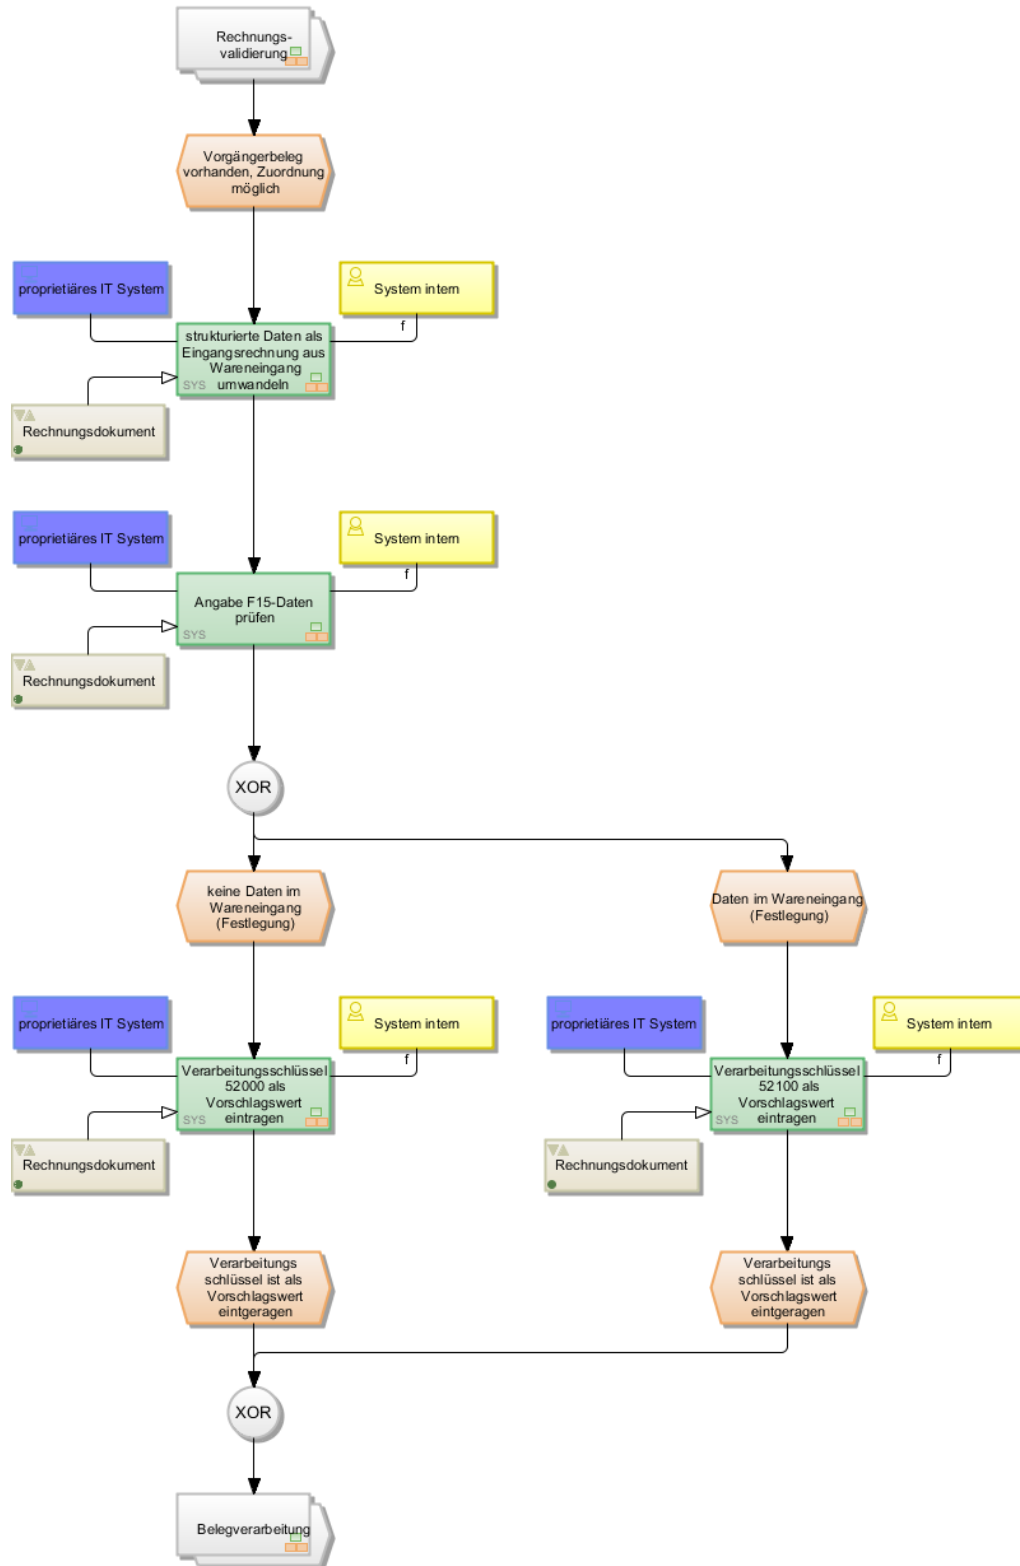 Rechnungs-
validierung
Vorgängerbeleg
vorhanden, Zuordnung
möglich
proprietiäres IT System
System intern
f
strukturierte Daten als
Eingangsrechnung aus
Wareneingang
umwandeln
SYS
Rechnungsdokument
proprietiäres IT System
System intern
f
Angabe F15-Daten
prüfen
SYS
Rechnungsdokument
XOR
keine Daten im
Wareneingang
(Festlegung)
Daten im Wareneingang
(Festlegung)
proprietiäres IT System
System intern
f
Verarbeitungsschlüssel
52000 als
Vorschlagswert
eintragen
SYS
Rechnungsdokument
proprietiäres IT System
System intern
f
Verarbeitungsschlüssel
52100 als
Vorschlagswert
eintragen
SYS
Rechnungsdokument
Verarbeitungs
schlüssel ist als
Vorschlagswert
eintgeragen
Verarbeitungs
schlüssel ist als
Vorschlagswert
eintgeragen
XOR
Belegverarbeitung